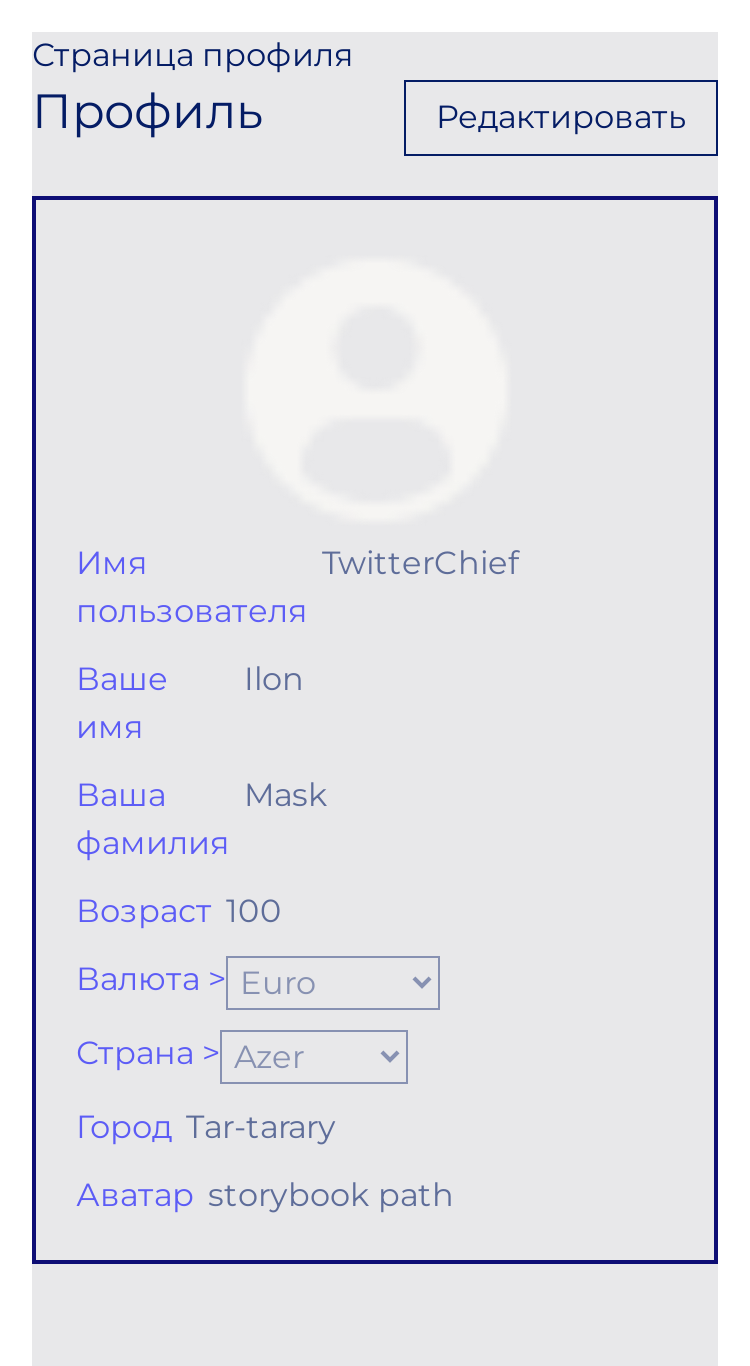 Страница профиля
Профиль
Редактировать
Имя TwitterChief
пользователя
Ваше Ilon
имя
Ваша Mask
фамилия
Возраст 100
Валюта > Euro
Страна > Azer
Город Tar-tarary
Аватар storybook path